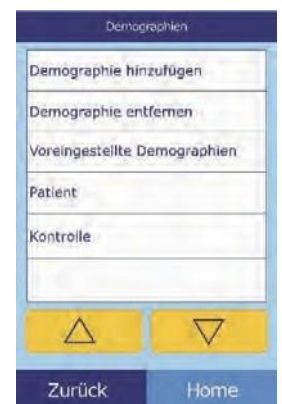 Demographien
Demographie hinzufügen
Demographie entfernen
Voreingestellte Demographien
Patient
Kontrolle
Zurück
Home